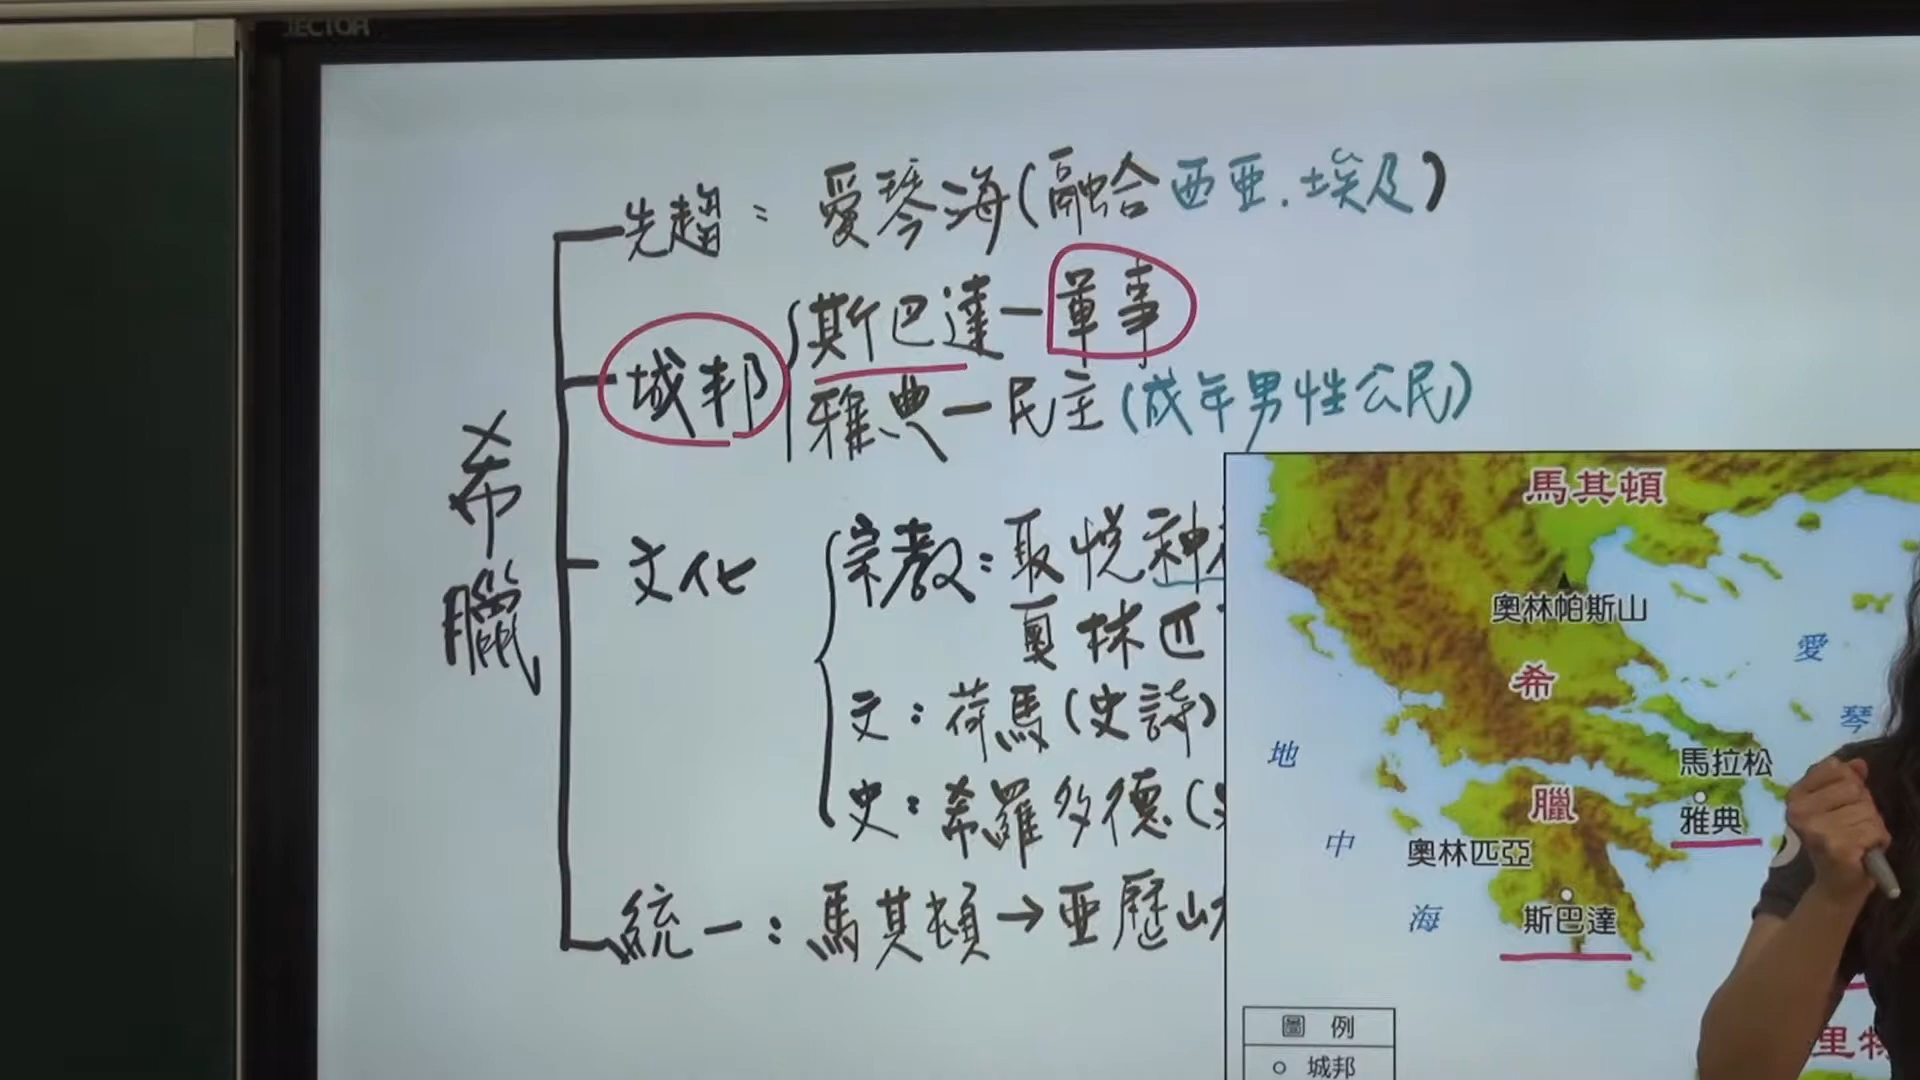 JECTOR
希臘
先趨：愛琴海(融合西亞.埃及)
城邦
斯巴達－軍事
雅典－民主(成年男性公民)
文化
宗教：取悅神
奧林匹
文：荷馬(史詩)
史：希羅多德(
統一：馬其頓→亞歷山
馬其頓
奧林帕斯山
愛琴
希臘
馬拉松
雅典
地中海
奧林匹亞
斯巴達
里特
圖例
城邦